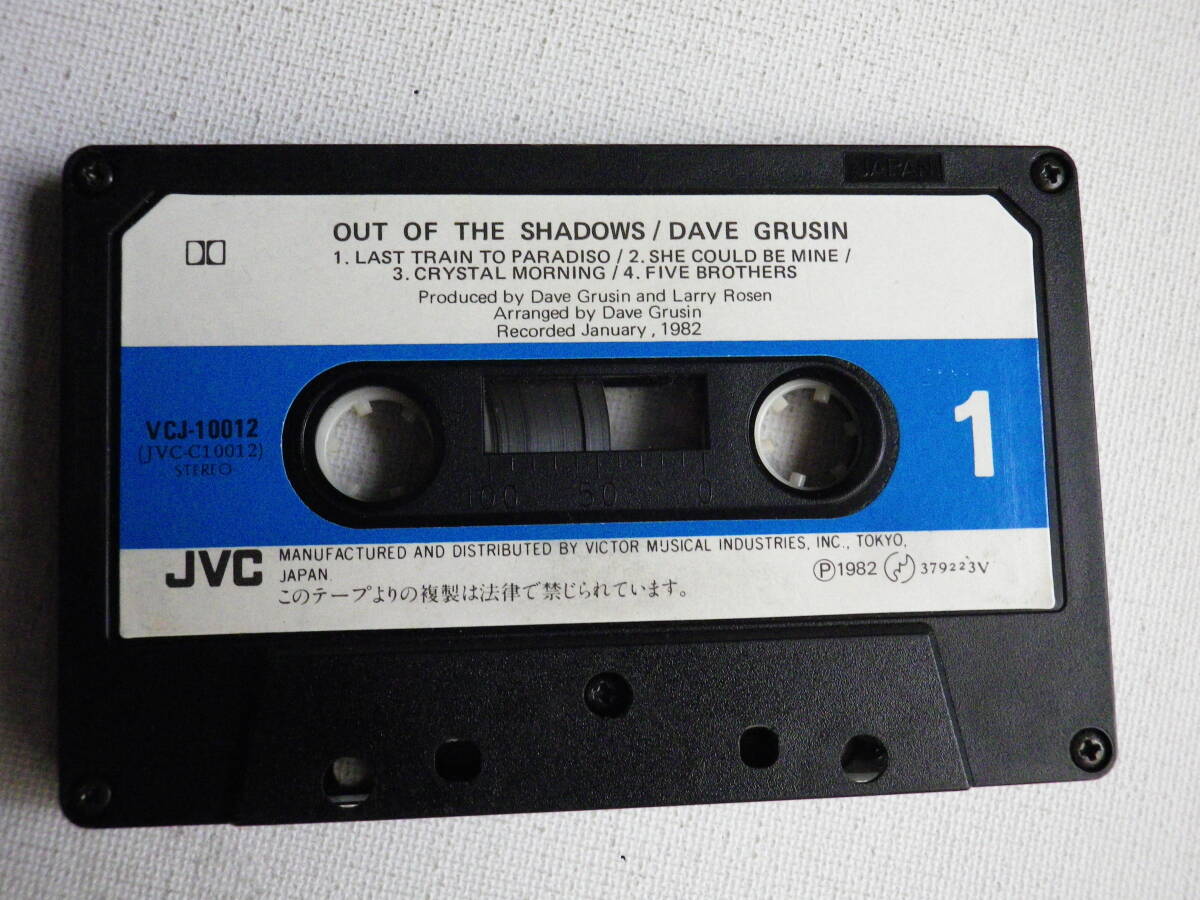 JAPAN
OUT OF THE SHADOWS / DAVE GRUSIN
1. LAST TRAIN TO PARADISO / 2. SHE COULD BE MINE /
3. CRYSTAL MORNING / 4. FIVE BROTHERS
Produced by Dave Grusin and Larry Rosen
Arranged by Dave Grusin
Recorded January, 1982
VCJ-10012
(JVC-C10012)
STEREO
100 50 0
1
JVC
MANUFACTURED AND DISTRIBUTED BY VICTOR MUSICAL INDUSTRIES, INC., TOKYO,
JAPAN.
このテープよりの複製は法律で禁じられています。
Ⓟ1982
379223V